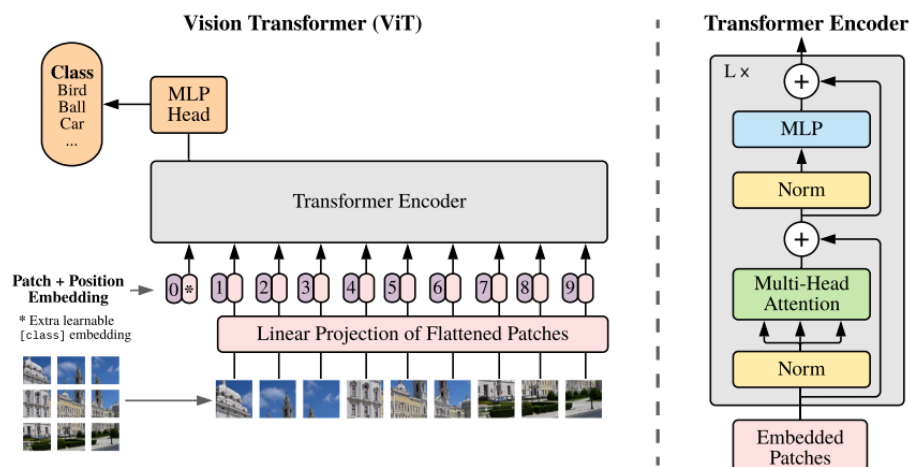 Vision Transformer (ViT)
Class
Bird
Ball
Car
...
MLP
Head
Transformer Encoder
Patch + Position
Embedding
* Extra learnable
[class] embedding
0 * 1 2 3 4 5 6 7 8 9
Linear Projection of Flattened Patches
Transformer Encoder
L ×
+
MLP
Norm
+
Multi-Head
Attention
Norm
Embedded
Patches